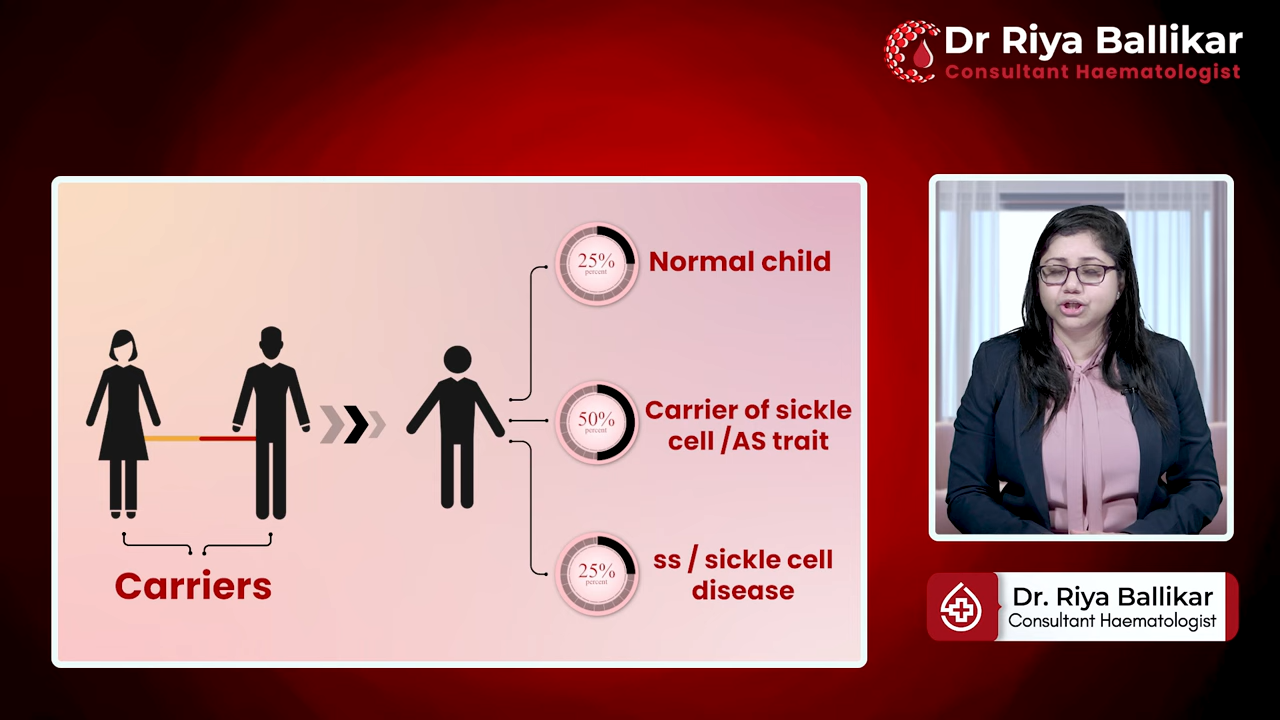 Dr Riya Ballikar
Consultant Haematologist
25%
percent
Normal child
50%
percent
Carrier of sickle
cell /AS trait
25%
percent
ss / sickle cell
disease
Carriers
Dr. Riya Ballikar
Consultant Haematologist